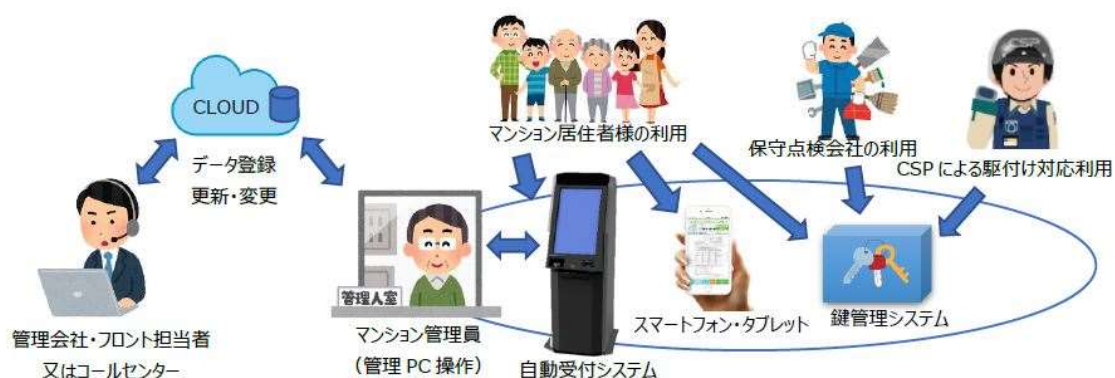 CLOUD
データ登録
更新・変更
マンション居住者様の利用
保守点検会社の利用
CSPによる駆付け対応利用
管理人室
管理会社・フロント担当者
又はコールセンター
マンション管理員
（管理PC操作）
自動受付システム
スマートフォン・タブレット
鍵管理システム